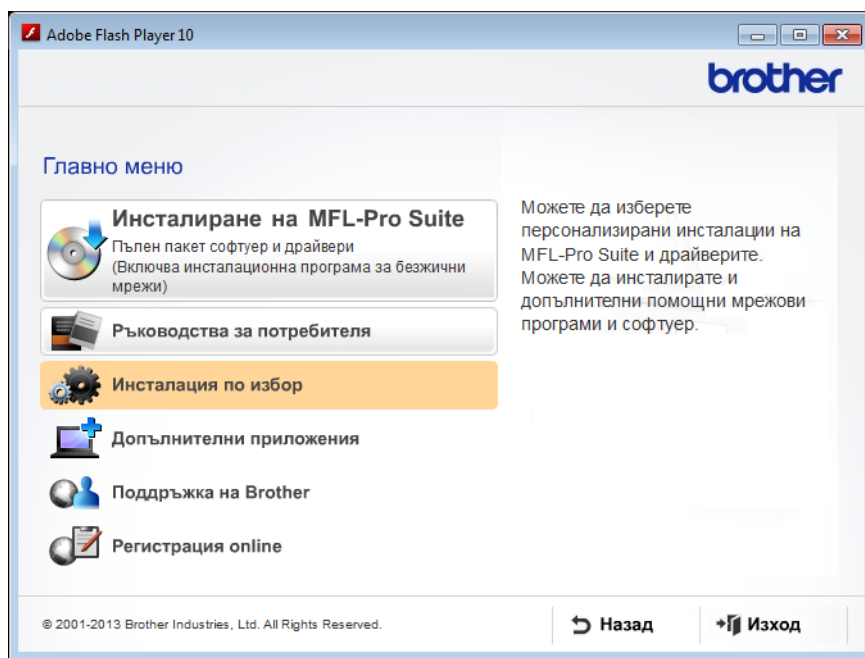 Adobe Flash Player 10
brother
Главно меню
Инсталиране на MFL-Pro Suite
Пълен пакет софтуер и драйвери
(Включва инсталационна програма за безжични
мрежи)
Ръководства за потребителя
Инсталация по избор
Допълнителни приложения
Поддръжка на Brother
Регистрация online
Можете да изберете
персонализирани инсталации на
MFL-Pro Suite и драйверите.
Можете да инсталирате и
допълнителни помощни мрежови
програми и софтуер.
© 2001-2013 Brother Industries, Ltd. All Rights Reserved.
Назад
Изход